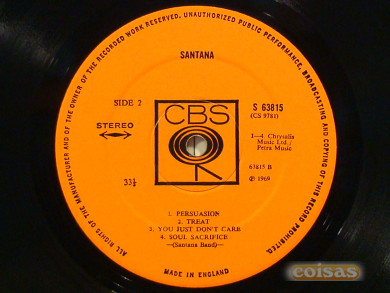 ALL RIGHTS OF THE MANUFACTURER AND OF THE OWNER OF THE RECORDED WORK RESERVED. UNAUTHORIZED PUBLIC PERFORMANCE, BROADCASTING AND COPYING OF THIS RECORD PROHIBITED.
SANTANA
SIDE 2
CBS
S 63815
(CS 9781)
STEREO
1—4 Chrysalis
Music Ltd./
Petra Music
33⅓
63815 B
℗ 1969
1. PERSUASION
2. TREAT
3. YOU JUST DON'T CARE
4. SOUL SACRIFICE
—(Santana Band)—
MADE IN ENGLAND
coisas